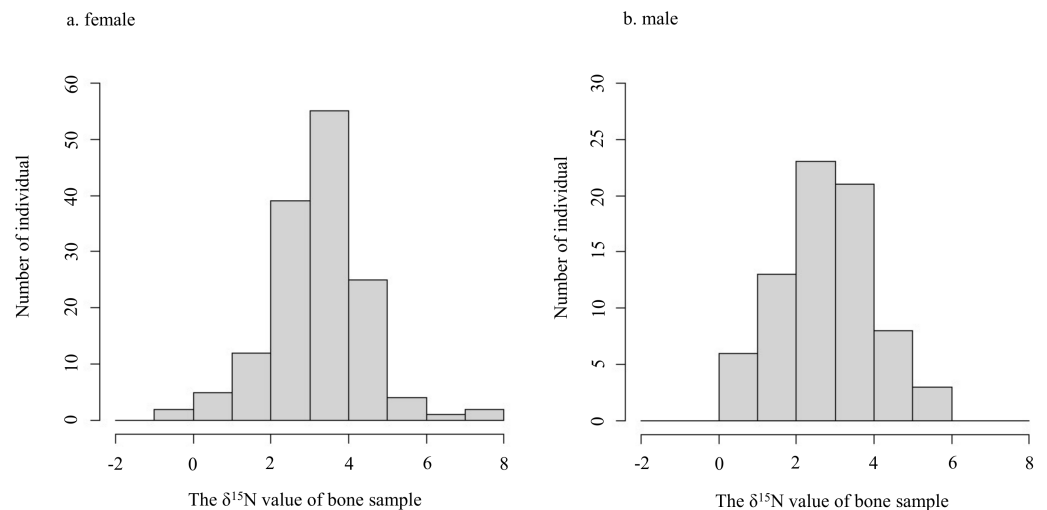 a. female
60
50
40
30
20
10
0
Number of individual
-2 0 2 4 6 8
The δ¹⁵N value of bone sample
b. male
30
25
20
15
10
5
0
Number of individual
-2 0 2 4 6 8
The δ¹⁵N value of bone sample